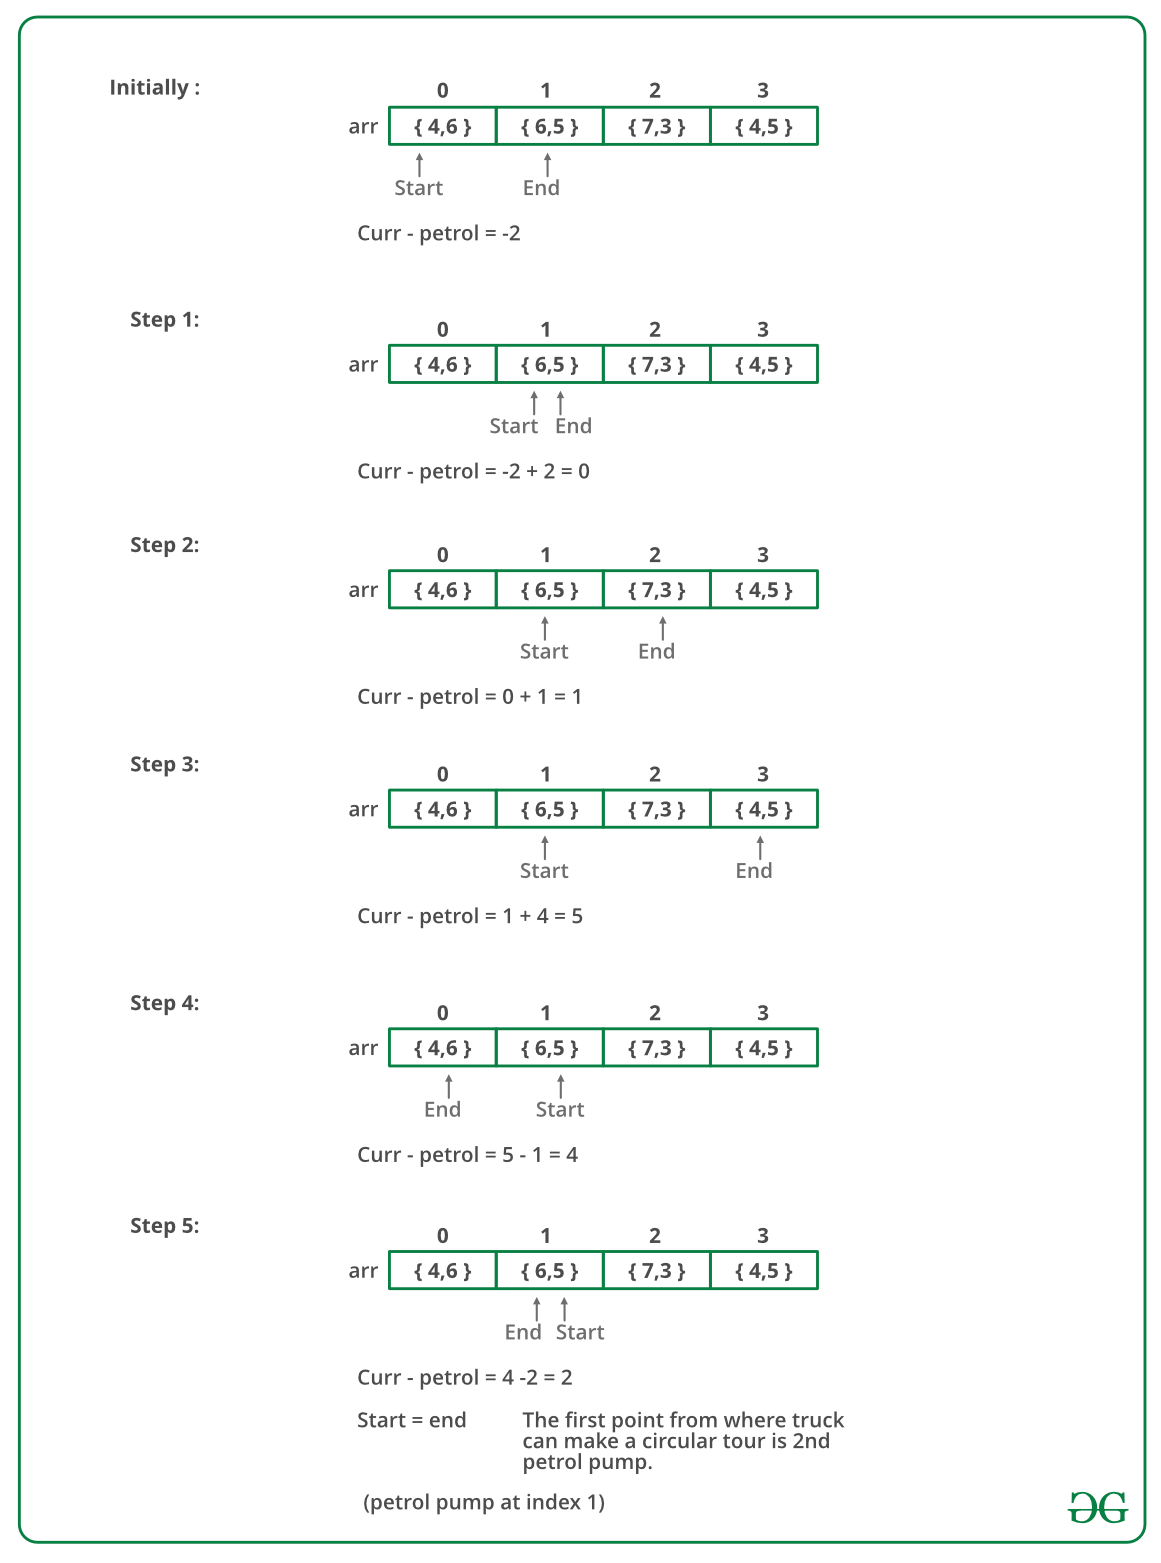 Initially :
0 1 2 3
arr { 4,6 } { 6,5 } { 7,3 } { 4,5 }
Start End
Curr - petrol = -2
Step 1:
0 1 2 3
arr { 4,6 } { 6,5 } { 7,3 } { 4,5 }
Start End
Curr - petrol = -2 + 2 = 0
Step 2:
0 1 2 3
arr { 4,6 } { 6,5 } { 7,3 } { 4,5 }
Start End
Curr - petrol = 0 + 1 = 1
Step 3:
0 1 2 3
arr { 4,6 } { 6,5 } { 7,3 } { 4,5 }
Start End
Curr - petrol = 1 + 4 = 5
Step 4:
0 1 2 3
arr { 4,6 } { 6,5 } { 7,3 } { 4,5 }
End Start
Curr - petrol = 5 - 1 = 4
Step 5:
0 1 2 3
arr { 4,6 } { 6,5 } { 7,3 } { 4,5 }
End Start
Curr - petrol = 4 -2 = 2
Start = end
The first point from where truck
can make a circular tour is 2nd
petrol pump.
(petrol pump at index 1)